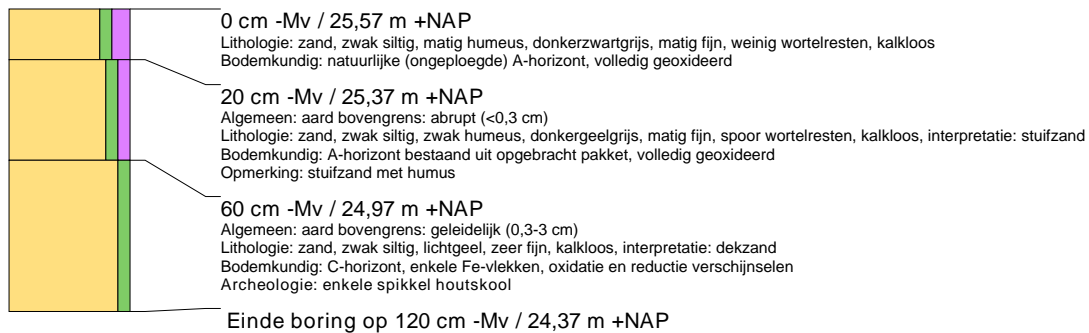 0 cm -Mv / 25,57 m +NAP
Lithologie: zand, zwak siltig, matig humeus, donkerzwartgrijs, matig fijn, weinig wortelresten, kalkloos
Bodemkundig: natuurlijke (ongeploegde) A-horizont, volledig geoxideerd
20 cm -Mv / 25,37 m +NAP
Algemeen: aard bovengrens: abrupt (<0,3 cm)
Lithologie: zand, zwak siltig, zwak humeus, donkergeelgrijs, matig fijn, spoor wortelresten, kalkloos, interpretatie: stuifzand
Bodemkundig: A-horizont bestaand uit opgebracht pakket, volledig geoxideerd
Opmerking: stuifzand met humus
60 cm -Mv / 24,97 m +NAP
Algemeen: aard bovengrens: geleidelijk (0,3-3 cm)
Lithologie: zand, zwak siltig, lichtgeel, zeer fijn, kalkloos, interpretatie: dekzand
Bodemkundig: C-horizont, enkele Fe-vlekken, oxidatie en reductie verschijnselen
Archeologie: enkele spikkel houtskool
Einde boring op 120 cm -Mv / 24,37 m +NAP